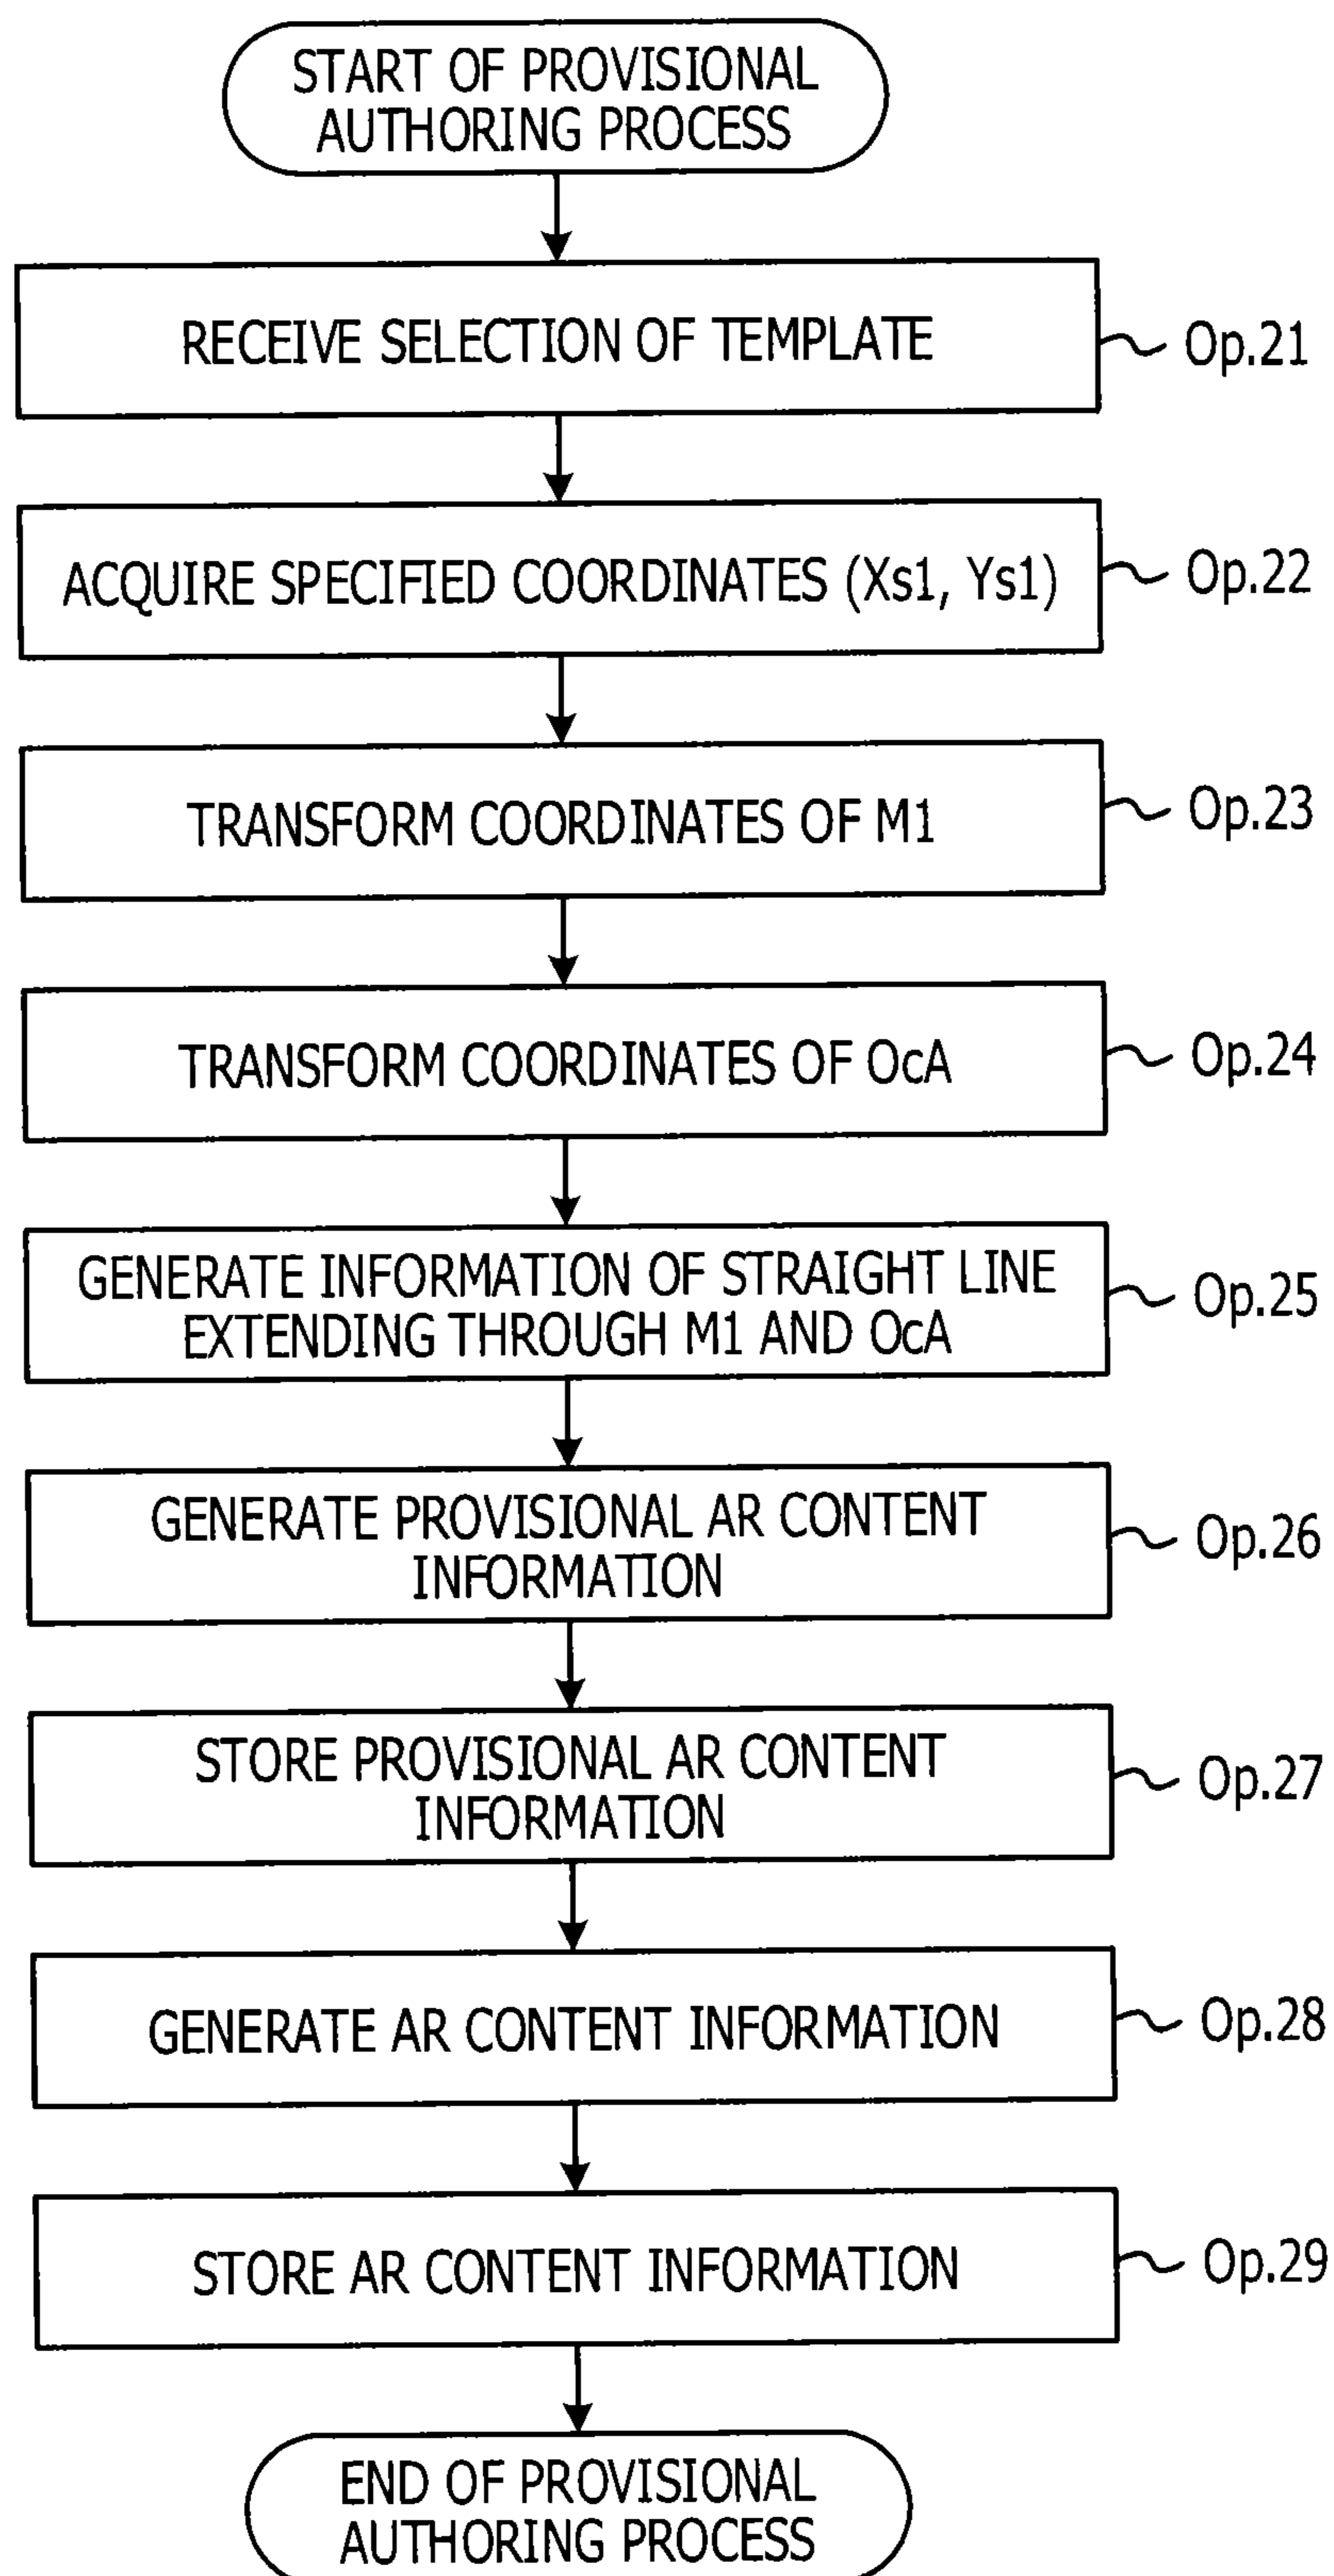 START OF PROVISIONAL
AUTHORING PROCESS
RECEIVE SELECTION OF TEMPLATE
Op.21
ACQUIRE SPECIFIED COORDINATES (Xs1, Ys1)
Op.22
TRANSFORM COORDINATES OF M1
Op.23
TRANSFORM COORDINATES OF OcA
Op.24
GENERATE INFORMATION OF STRAIGHT LINE
EXTENDING THROUGH M1 AND OcA
Op.25
GENERATE PROVISIONAL AR CONTENT
INFORMATION
Op.26
STORE PROVISIONAL AR CONTENT
INFORMATION
Op.27
GENERATE AR CONTENT INFORMATION
Op.28
STORE AR CONTENT INFORMATION
Op.29
END OF PROVISIONAL
AUTHORING PROCESS